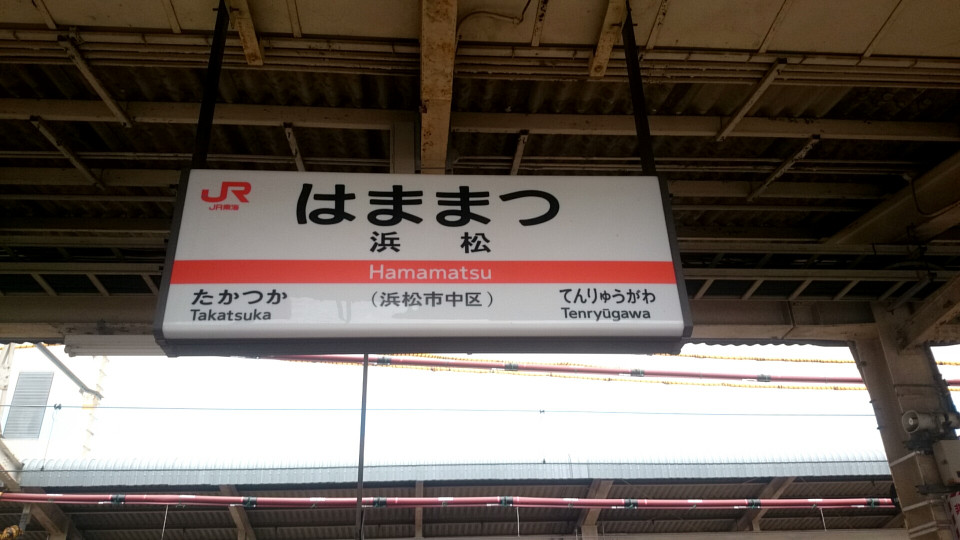 JR
JR東海
はままつ
浜 松
Hamamatsu
たかつか
Takatsuka
(浜松市中区)
てんりゅうがわ
Tenryūgawa